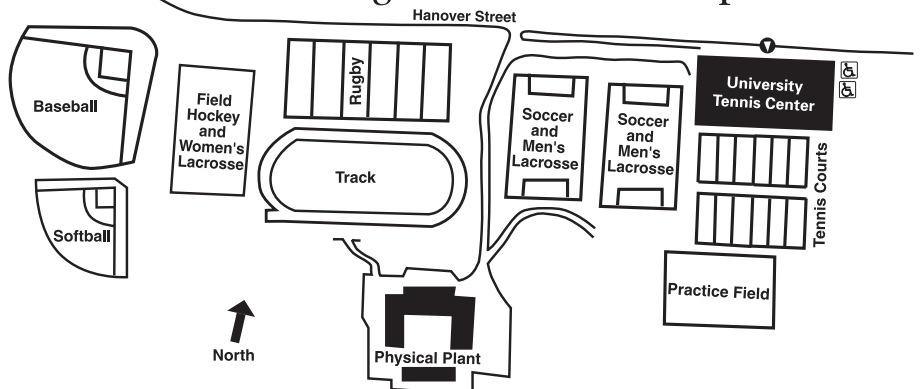 Hanover Street
Baseball
Field
Hockey
and
Women's
Lacrosse
Rugby
Soccer
and
Men's
Lacrosse
Soccer
and
Men's
Lacrosse
University
Tennis Center
Track
Tennis Courts
Softball
Practice Field
North
Physical Plant